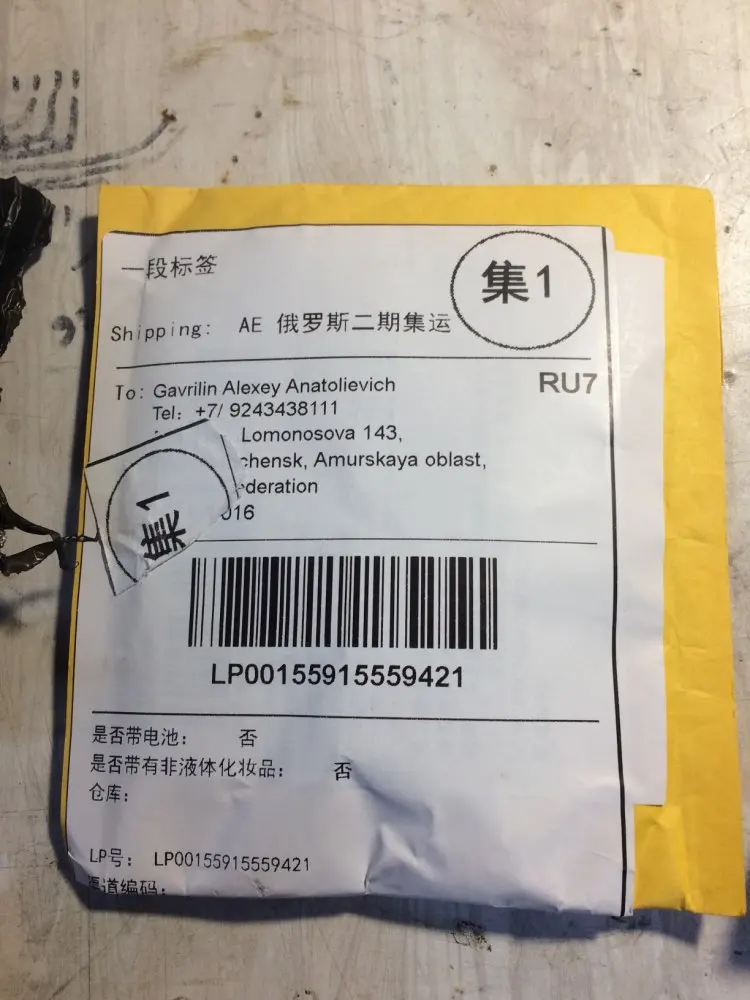 一段标签
集1
Shipping: AE 俄罗斯二期集运
RU7
To: Gavrilin Alexey Anatolievich
Tel: +7/ 9243438111
Lomonosova 143,
chensk, Amurskaya oblast,
deration
016
集1
LP00155915559421
是否带电池: 否
是否带有非液体化妆品: 否
仓库:
LP号: LP00155915559421
道编码: